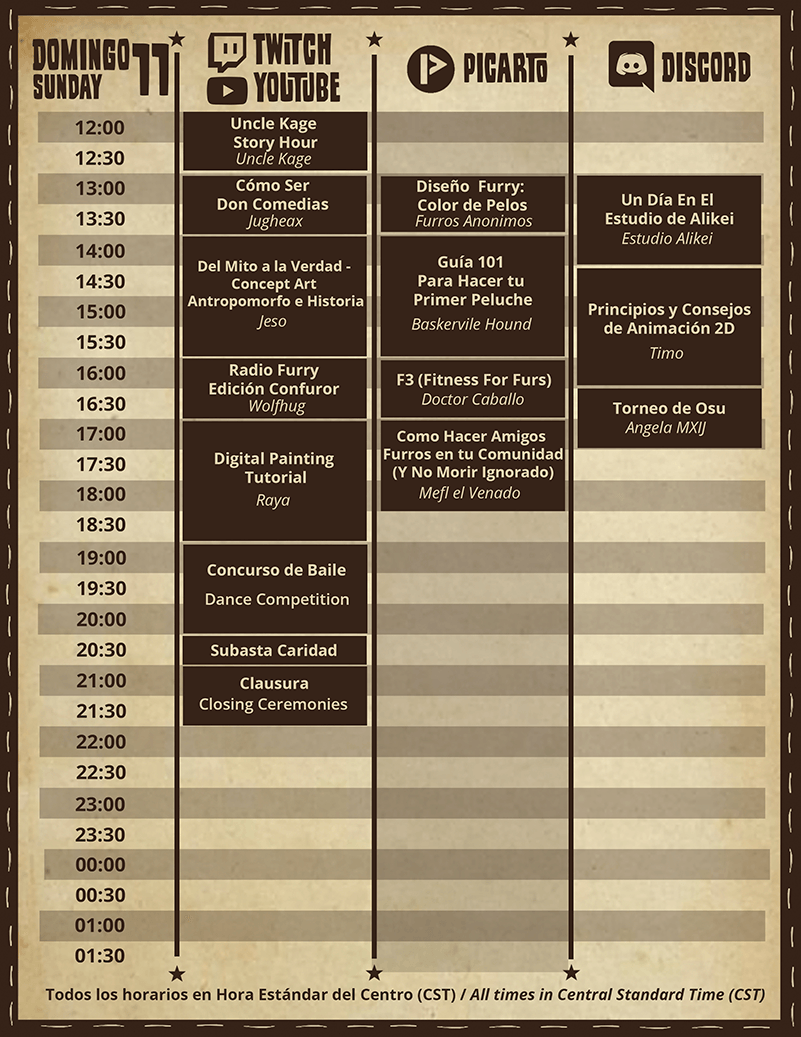 DOMINGO 11
SUNDAY
TWITCH
YOUTUBE
PICARTO
DISCORD
12:00
12:30
13:00
13:30
14:00
14:30
15:00
15:30
16:00
16:30
17:00
17:30
18:00
18:30
19:00
19:30
20:00
20:30
21:00
21:30
22:00
22:30
23:00
23:30
00:00
00:30
01:00
01:30
Uncle Kage
Story Hour
Uncle Kage
Cómo Ser
Don Comedias
Jugheax
Del Mito a la Verdad -
Concept Art
Antropomorfo e Historia
Jeso
Radio Furry
Edición Confuror
Wolfhug
Digital Painting
Tutorial
Raya
Concurso de Baile
Dance Competition
Subasta Caridad
Clausura
Closing Ceremonies
Diseño Furry:
Color de Pelos
Furros Anonimos
Guía 101
Para Hacer tu
Primer Peluche
Baskervile Hound
F3 (Fitness For Furs)
Doctor Caballo
Como Hacer Amigos
Furros en tu Comunidad
(Y No Morir Ignorado)
Mefl el Venado
Un Día En El
Estudio de Alikei
Estudio Alikei
Principios y Consejos
de Animación 2D
Timo
Torneo de Osu
Angela MXIJ
Todos los horarios en Hora Estándar del Centro (CST) / All times in Central Standard Time (CST)